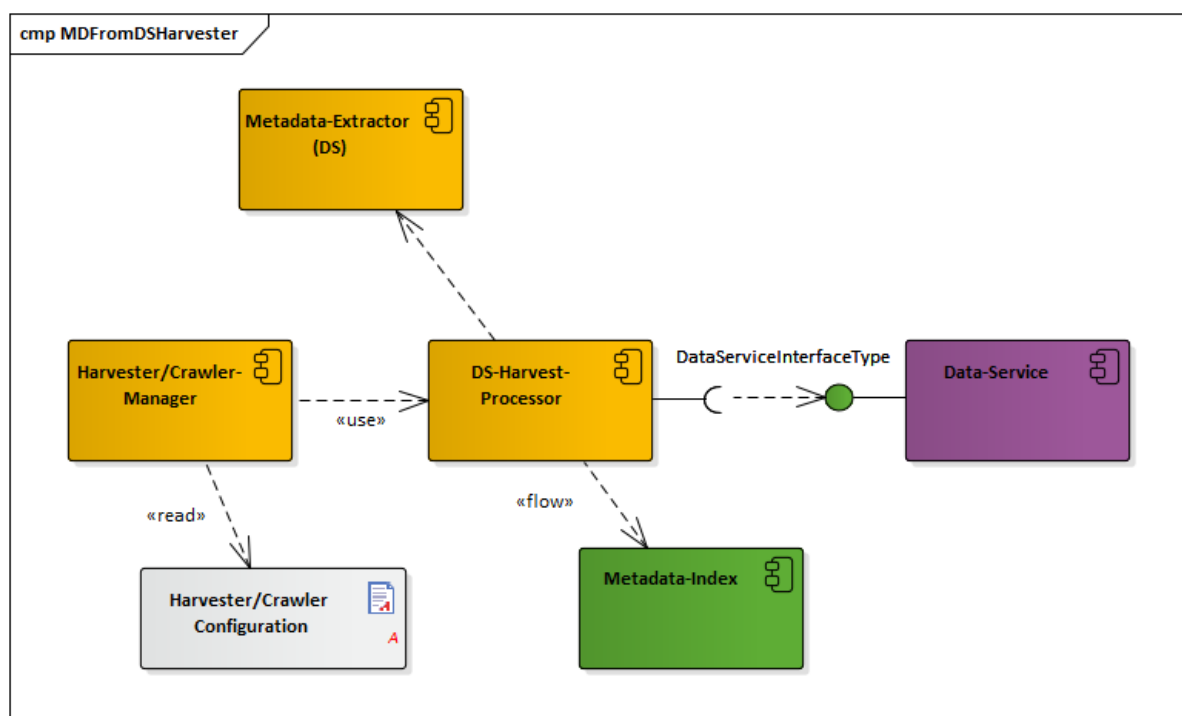 cmp MDFromDSHarvester
Metadata-Extractor
(DS)
Harvester/Crawler-
Manager
«use»
DS-Harvest-
Processor
DataServiceInterfaceType
Data-Service
«read»
«flow»
Harvester/Crawler
Configuration
A
Metadata-Index